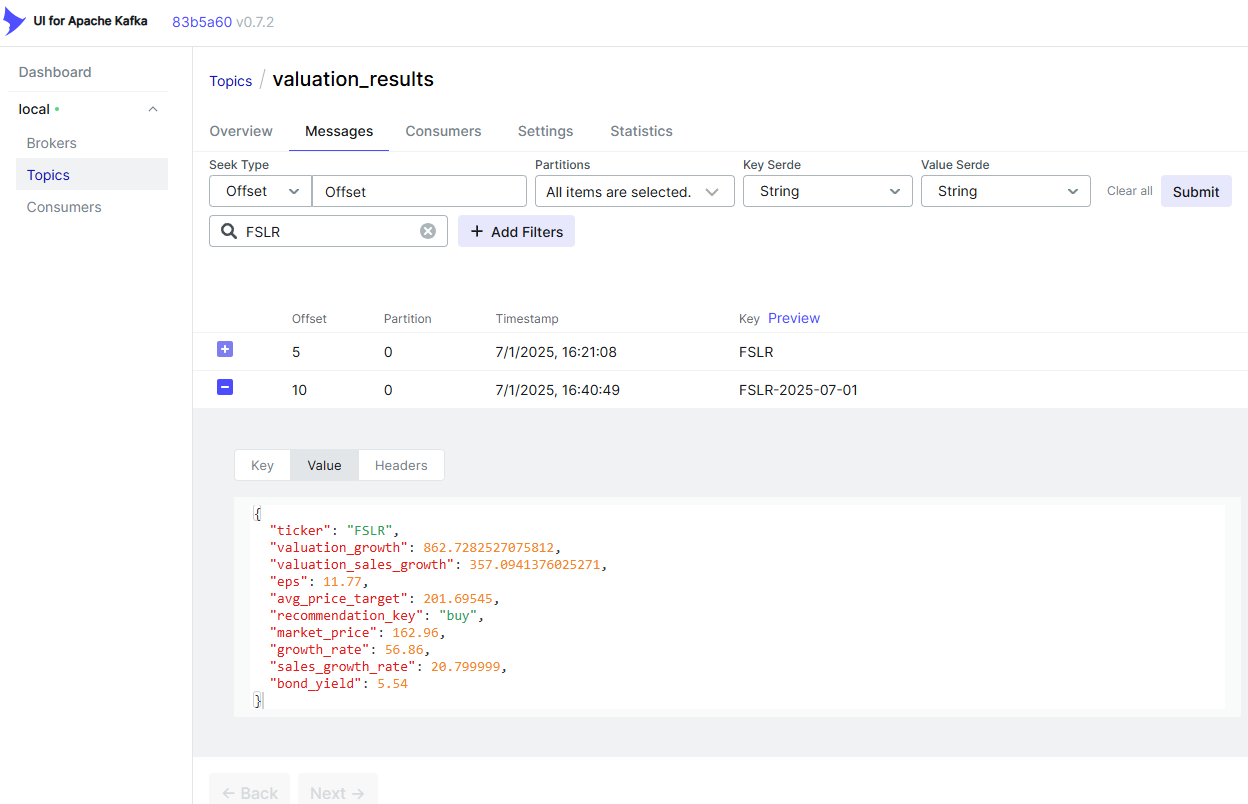 UI for Apache Kafka 83b5a60 v0.7.2
Dashboard
local
Brokers
Topics
Consumers
Topics / valuation_results
Overview Messages Consumers Settings Statistics
Seek Type Partitions Key Serde Value Serde
Offset Offset All items are selected. String String Clear all Submit
FSLR + Add Filters
Offset Partition Timestamp Key Preview
5 0 7/1/2025, 16:21:08 FSLR
10 0 7/1/2025, 16:40:49 FSLR-2025-07-01
Key Value Headers
{
"ticker": "FSLR",
"valuation_growth": 862.7282527075812,
"valuation_sales_growth": 357.0941376025271,
"eps": 11.77,
"avg_price_target": 201.69545,
"recommendation_key": "buy",
"market_price": 162.96,
"growth_rate": 56.86,
"sales_growth_rate": 20.799999,
"bond_yield": 5.54
}
← Back Next →